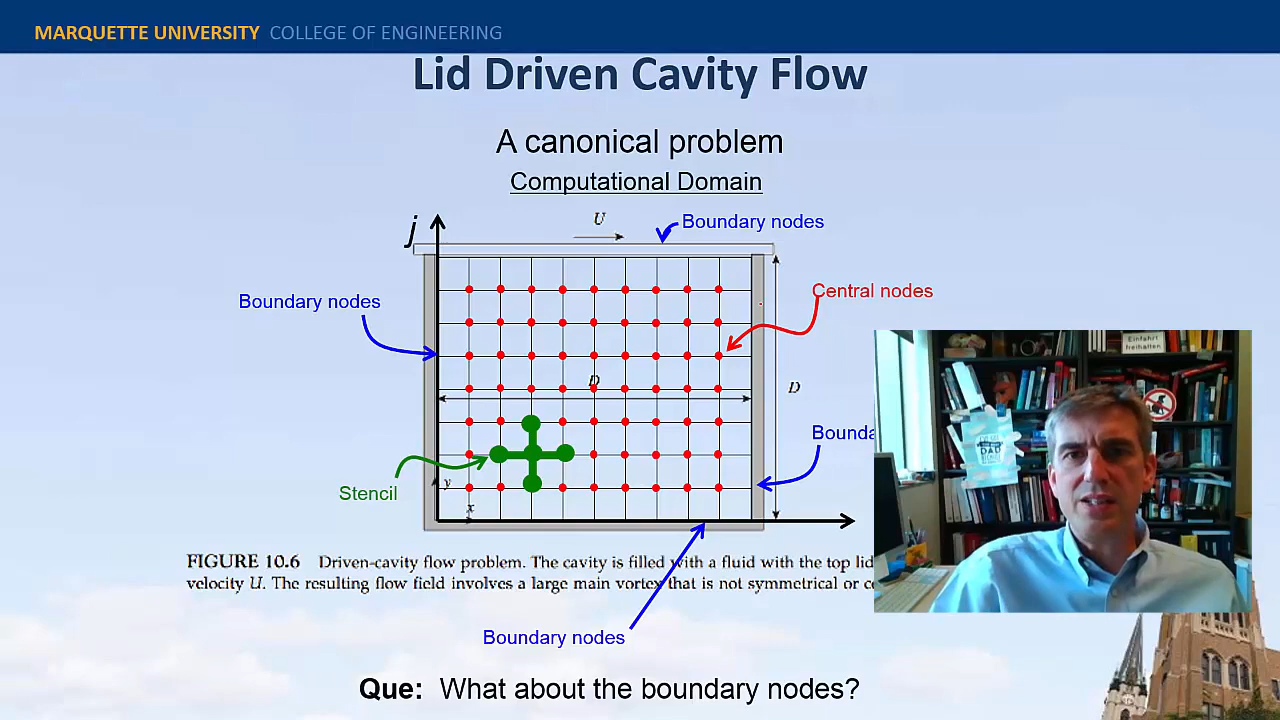 MARQUETTE UNIVERSITY COLLEGE OF ENGINEERING
Lid Driven Cavity Flow
A canonical problem
Computational Domain
j
U
Boundary nodes
Central nodes
Boundary nodes
Einfahrt
freihalten
D
D
DAD
Stencil
y
x
FIGURE 10.6 Driven-cavity flow problem. The cavity is filled with a fluid with the top lid
velocity U. The resulting flow field involves a large main vortex that is not symmetrical or
Boundary nodes
Que: What about the boundary nodes?